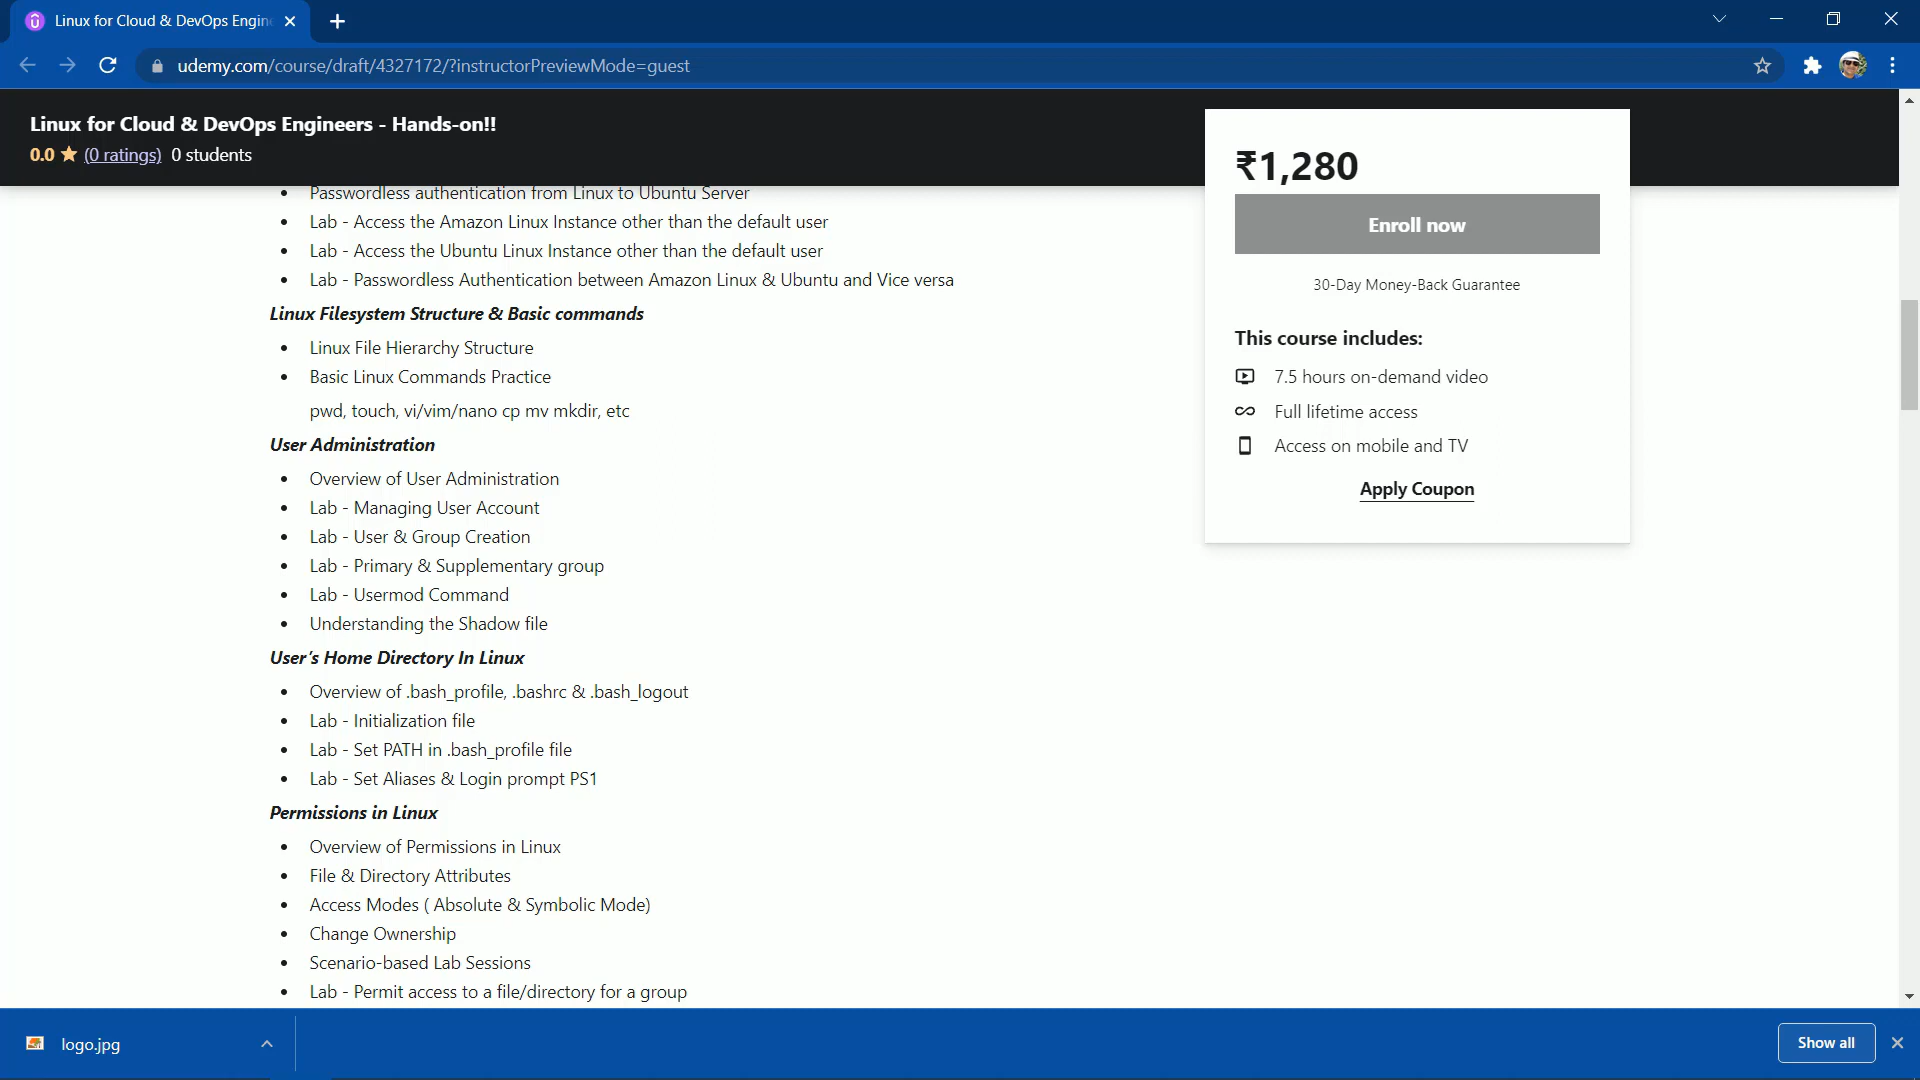 Linux for Cloud & DevOps Engin
udemy.com/course/draft/4327172/?instructorPreviewMode=guest
Linux for Cloud & DevOps Engineers - Hands-on!!
0.0 ★ (0 ratings) 0 students
Passwordless authentication from Linux to Ubuntu Server
• Lab - Access the Amazon Linux Instance other than the default user
• Lab - Access the Ubuntu Linux Instance other than the default user
• Lab - Passwordless Authentication between Amazon Linux & Ubuntu and Vice versa
Linux Filesystem Structure & Basic commands
• Linux File Hierarchy Structure
• Basic Linux Commands Practice
pwd, touch, vi/vim/nano cp mv mkdir, etc
User Administration
• Overview of User Administration
• Lab - Managing User Account
• Lab - User & Group Creation
• Lab - Primary & Supplementary group
• Lab - Usermod Command
• Understanding the Shadow file
User's Home Directory In Linux
• Overview of .bash_profile, .bashrc & .bash_logout
• Lab - Initialization file
• Lab - Set PATH in .bash_profile file
• Lab - Set Aliases & Login prompt PS1
Permissions in Linux
• Overview of Permissions in Linux
• File & Directory Attributes
• Access Modes ( Absolute & Symbolic Mode)
• Change Ownership
• Scenario-based Lab Sessions
• Lab - Permit access to a file/directory for a group
₹1,280
Enroll now
30-Day Money-Back Guarantee
This course includes:
7.5 hours on-demand video
Full lifetime access
Access on mobile and TV
Apply Coupon
logo.jpg
Show all